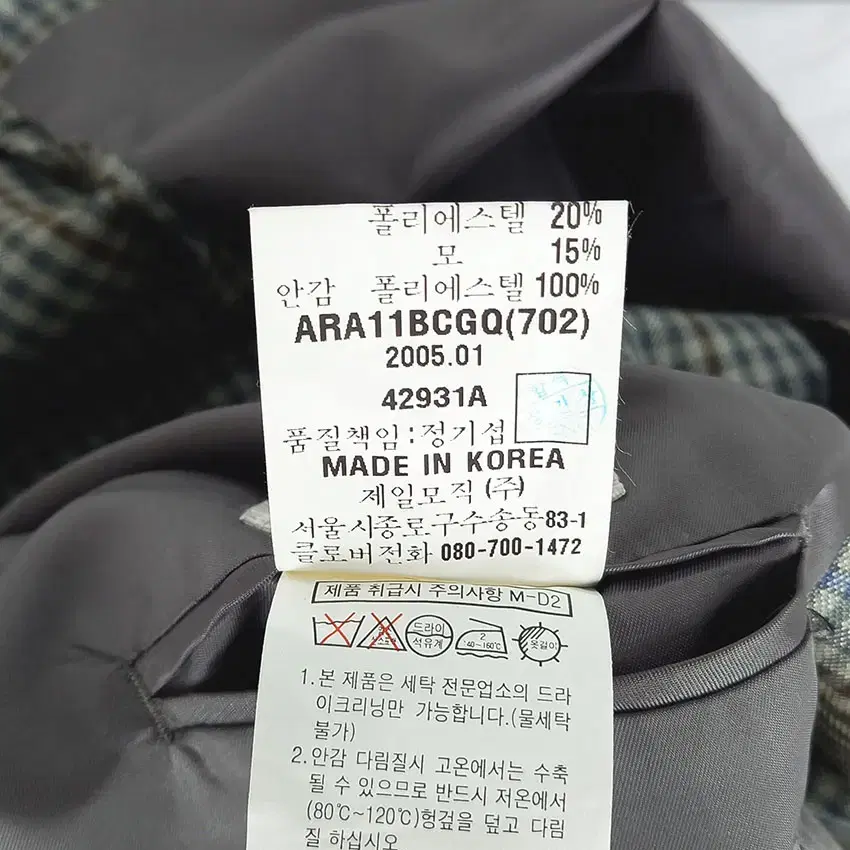 폴리에스텔 20%
모 15%
안감 폴리에스텔 100%
ARA11BCGQ(702)
2005.01
42931A
품질책임:정기섭
MADE IN KOREA
제일모직 (주)
서울시종로구수송동83-1
클로버전화 080-700-1472
제품 취급시 주의사항 M-D2
드라이
석유계
2
40~160℃
옷걸이
1.본 제품은 세탁 전문업소의 드라
이크리닝만 가능합니다.(물세탁
불가)
2.안감 다림질시 고온에서는 수축
될 수 있으므로 반드시 저온에서
(80℃~120℃)헝겊을 덮고 다림
질 하십시오